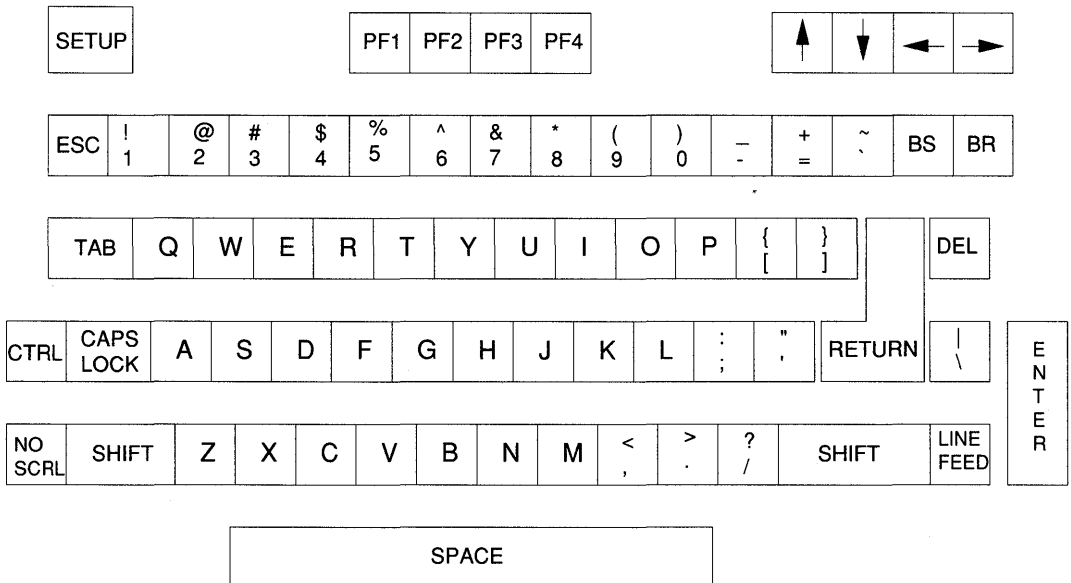 SETUP PF1 PF2 PF3 PF4
ESC ! @ # $ % ^ & * ( ) _ + ~ BS BR
1 2 3 4 5 6 7 8 9 0 - = `
TAB Q W E R T Y U I O P { } DEL
[ ]
CTRL CAPS A S D F G H J K L : " RETURN | E
LOCK ; ' \ N
T
E
NO SHIFT Z X C V B N M < > ? SHIFT LINE R
SCRL , . / FEED
SPACE